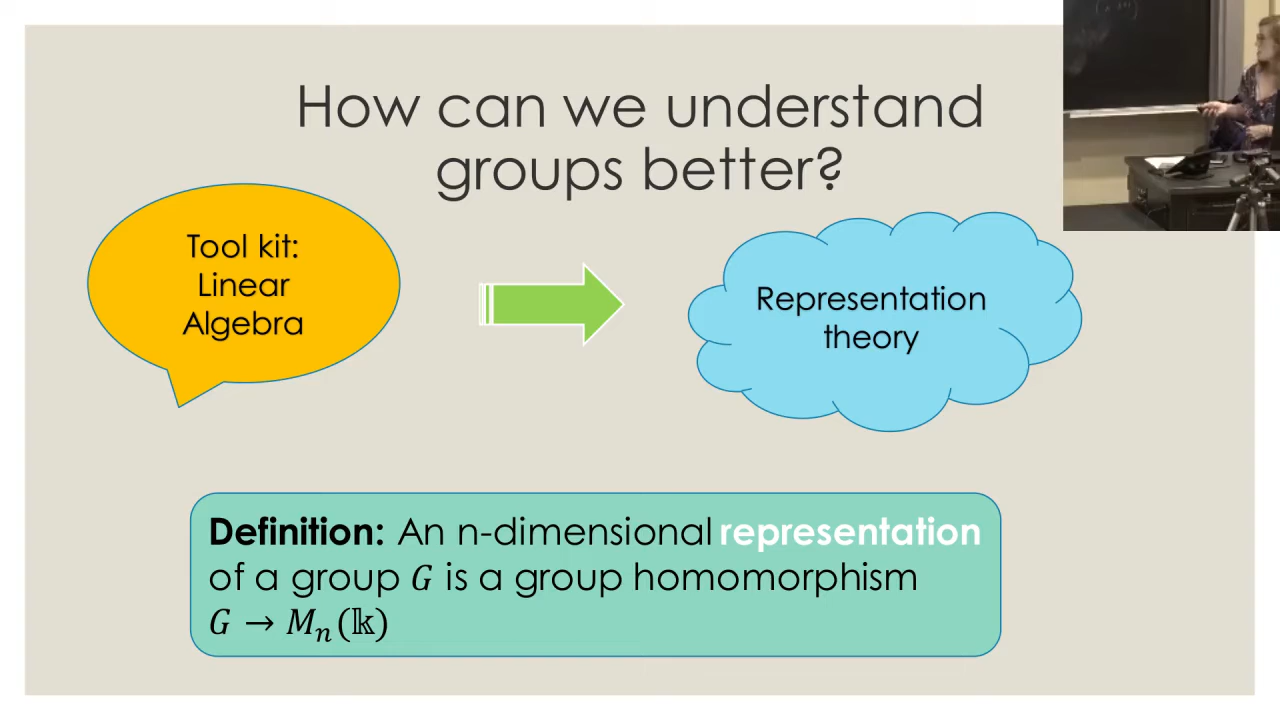 How can we understand
groups better?
Tool kit:
Linear
Algebra
Representation
theory
Definition: An n-dimensional representation
of a group 𝐺 is a group homomorphism
𝐺 → 𝑀ₙ(𝕜)